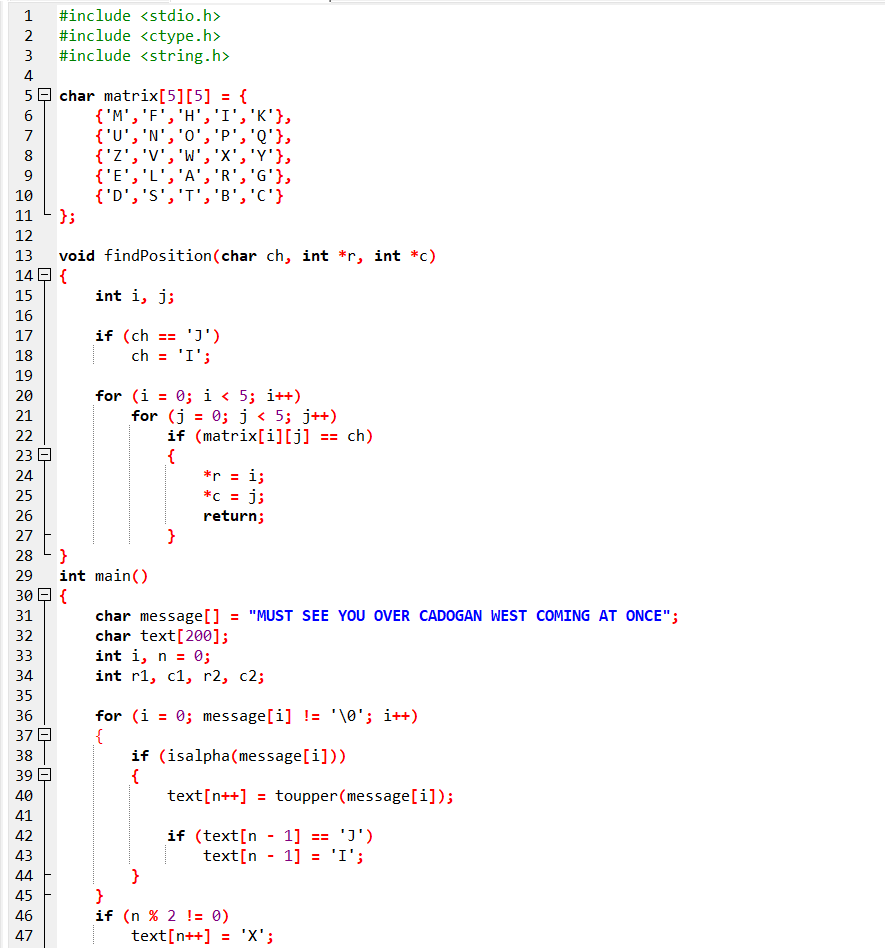 1 #include <stdio.h>
2 #include <ctype.h>
3 #include <string.h>
4
5 char matrix[5][5] = {
6     {'M','F','H','I','K'},
7     {'U','N','O','P','Q'},
8     {'Z','V','W','X','Y'},
9     {'E','L','A','R','G'},
10     {'D','S','T','B','C'}
11 };
12
13 void findPosition(char ch, int *r, int *c)
14 {
15     int i, j;
16
17     if (ch == 'J')
18         ch = 'I';
19
20     for (i = 0; i < 5; i++)
21         for (j = 0; j < 5; j++)
22             if (matrix[i][j] == ch)
23             {
24                 *r = i;
25                 *c = j;
26                 return;
27             }
28 }
29 int main()
30 {
31     char message[] = "MUST SEE YOU OVER CADOGAN WEST COMING AT ONCE";
32     char text[200];
33     int i, n = 0;
34     int r1, c1, r2, c2;
35
36     for (i = 0; message[i] != '\0'; i++)
37     {
38         if (isalpha(message[i]))
39         {
40             text[n++] = toupper(message[i]);
41
42             if (text[n - 1] == 'J')
43                 text[n - 1] = 'I';
44         }
45     }
46     if (n % 2 != 0)
47         text[n++] = 'X';